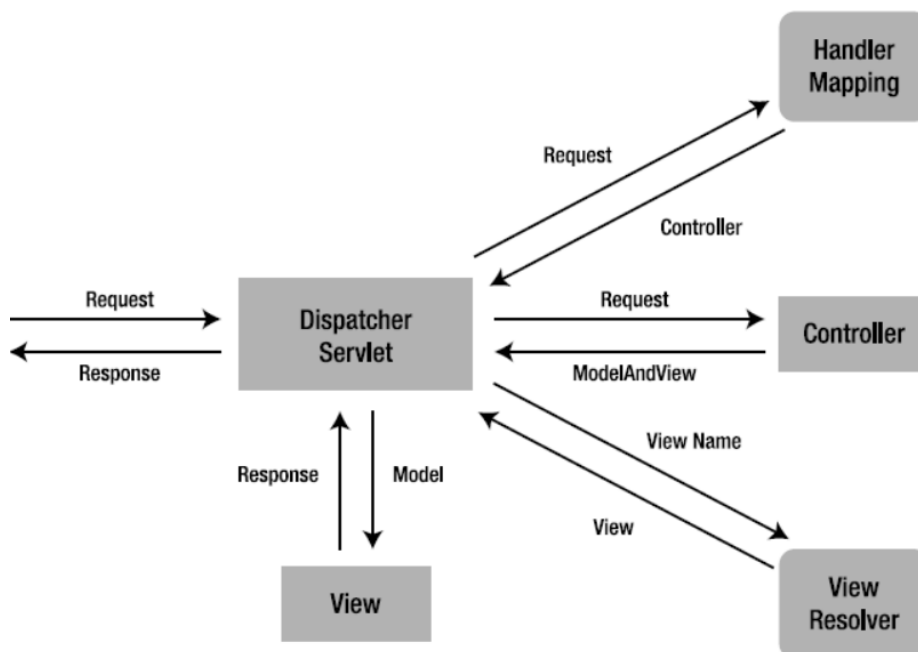 Handler
Mapping
Request
Controller
Request
Response
Dispatcher
Servlet
Request
ModelAndView
Controller
View Name
View
Response
Model
View
View
Resolver